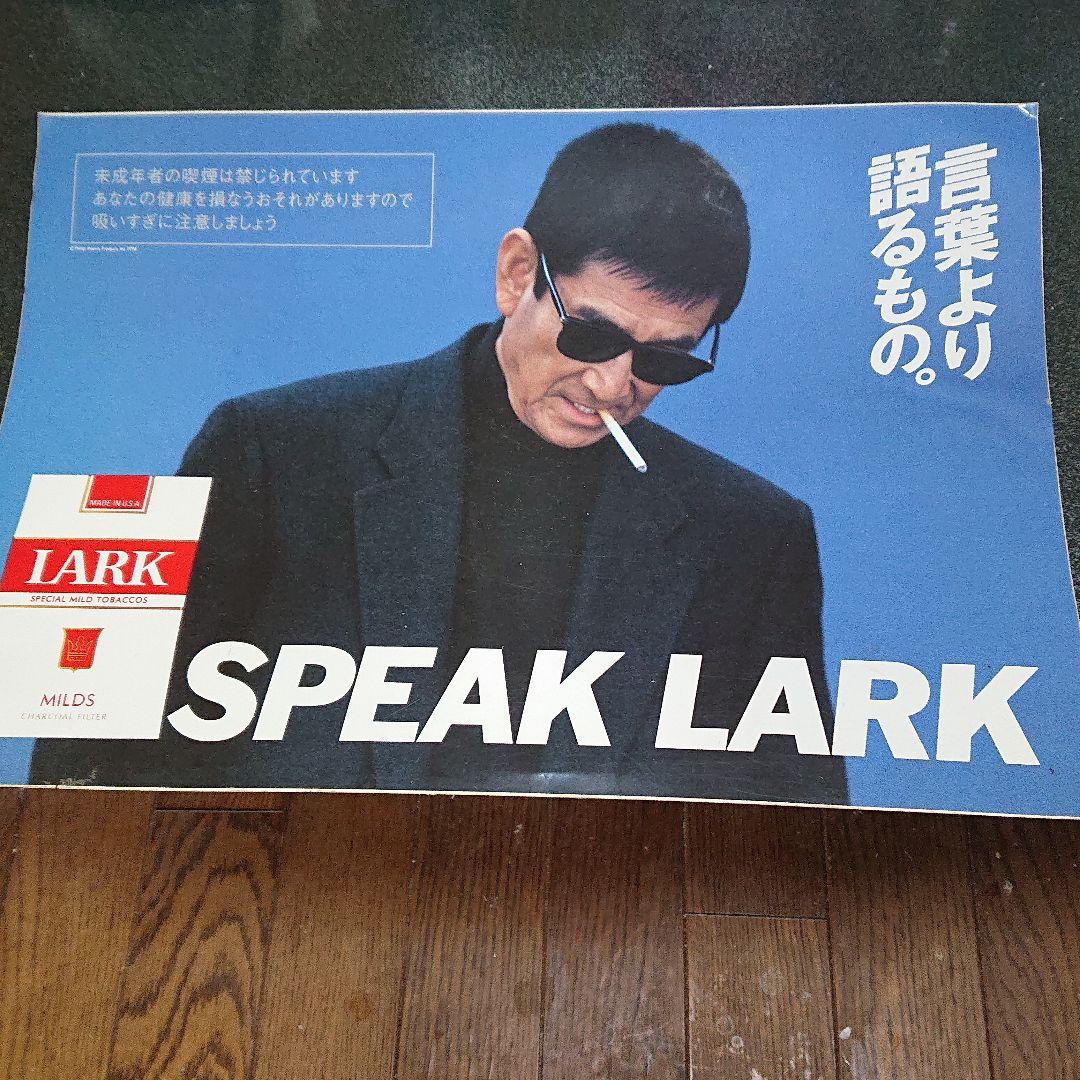 未成年者の喫煙は禁じられています
あなたの健康を損なうおそれがありますので
吸いすぎに注意しましょう
言葉より
語るもの。
MADE IN U.S.A.
LARK
SPECIAL MILD TOBACCOS
MILDS
CHARCOAL FILTER
SPEAK LARK